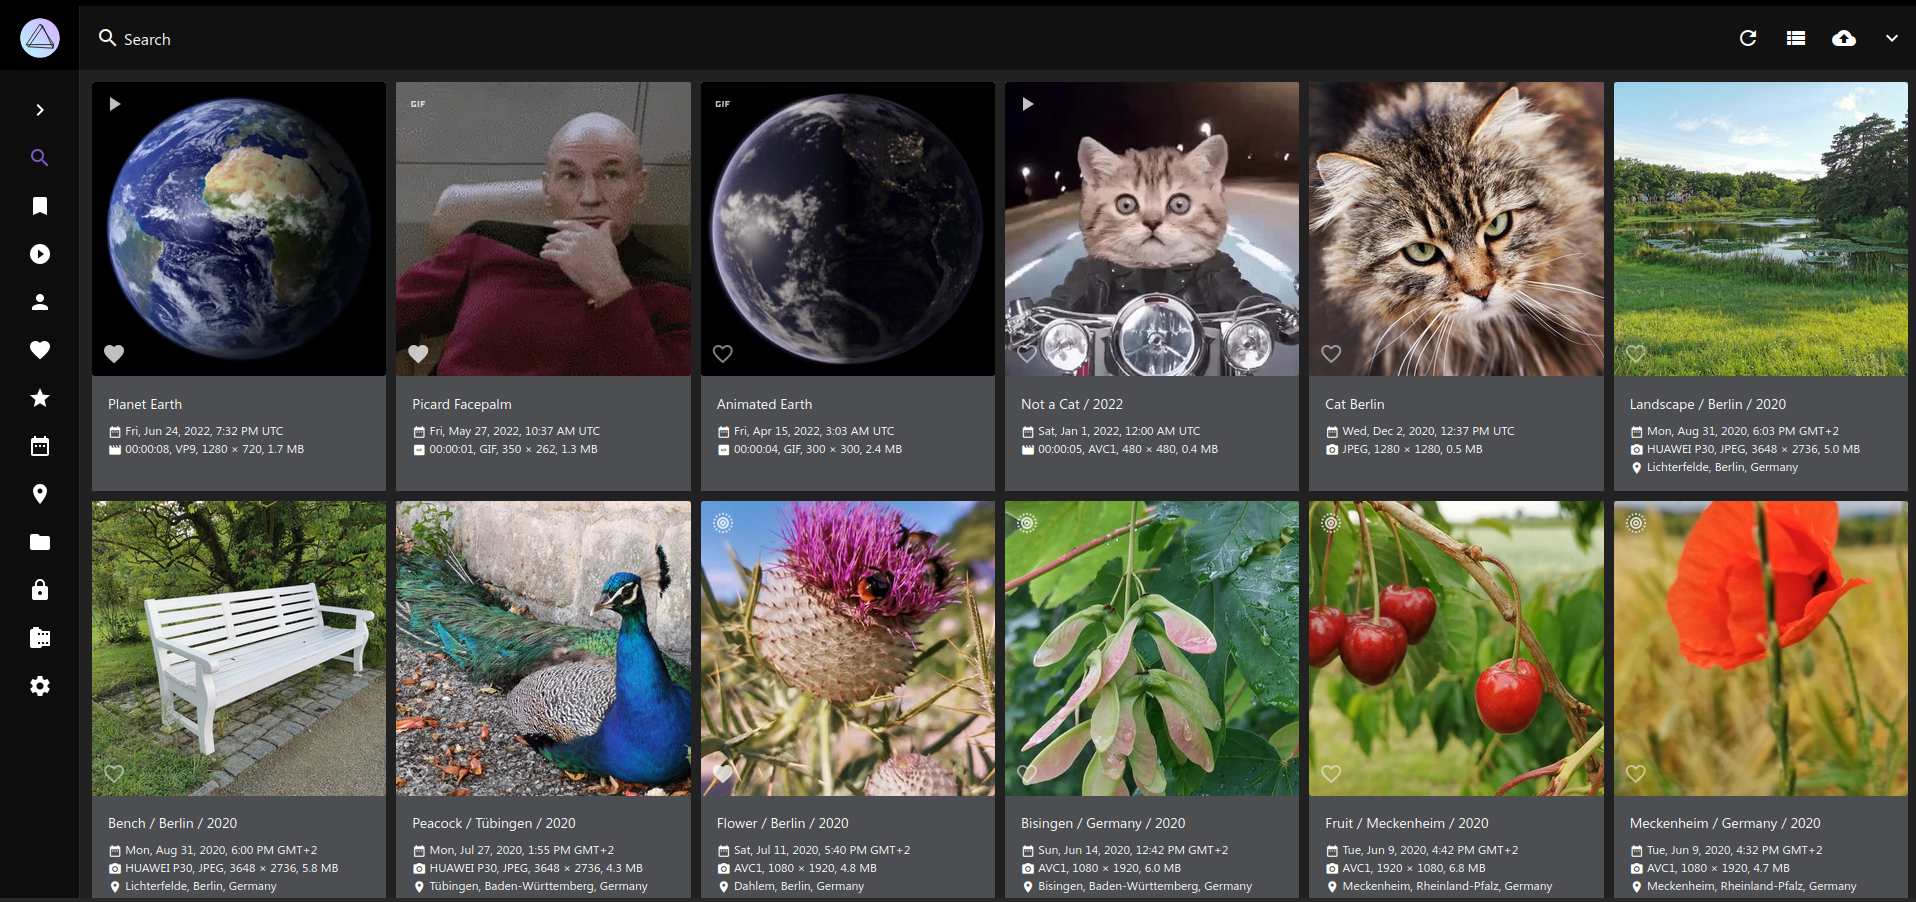 Search
GIF
GIF
Planet Earth
Fri, Jun 24, 2022, 7:32 PM UTC
00:00:08, VP9, 1280 × 720, 1.7 MB
Picard Facepalm
Fri, May 27, 2022, 10:37 AM UTC
00:00:01, GIF, 350 × 262, 1.3 MB
Animated Earth
Fri, Apr 15, 2022, 3:03 AM UTC
00:00:04, GIF, 300 × 300, 2.4 MB
Not a Cat / 2022
Sat, Jan 1, 2022, 12:00 AM UTC
00:00:05, AVC1, 480 × 480, 0.4 MB
Cat Berlin
Wed, Dec 2, 2020, 12:37 PM UTC
JPEG, 1280 × 1280, 0.5 MB
Landscape / Berlin / 2020
Mon, Aug 31, 2020, 6:03 PM GMT+2
HUAWEI P30, JPEG, 3648 × 2736, 5.0 MB
Lichterfelde, Berlin, Germany
Bench / Berlin / 2020
Mon, Aug 31, 2020, 6:00 PM GMT+2
HUAWEI P30, JPEG, 3648 × 2736, 5.8 MB
Lichterfelde, Berlin, Germany
Peacock / Tübingen / 2020
Mon, Jul 27, 2020, 1:55 PM GMT+2
HUAWEI P30, JPEG, 3648 × 2736, 4.3 MB
Tübingen, Baden-Württemberg, Germany
Flower / Berlin / 2020
Sat, Jul 11, 2020, 5:40 PM GMT+2
AVC1, 1080 × 1920, 4.8 MB
Dahlem, Berlin, Germany
Bisingen / Germany / 2020
Sun, Jun 14, 2020, 12:42 PM GMT+2
AVC1, 1080 × 1920, 6.0 MB
Bisingen, Baden-Württemberg, Germany
Fruit / Meckenheim / 2020
Tue, Jun 9, 2020, 4:42 PM GMT+2
AVC1, 1920 × 1080, 6.8 MB
Meckenheim, Rheinland-Pfalz, Germany
Meckenheim / Germany / 2020
Tue, Jun 9, 2020, 4:32 PM GMT+2
AVC1, 1080 × 1920, 4.7 MB
Meckenheim, Rheinland-Pfalz, Germany